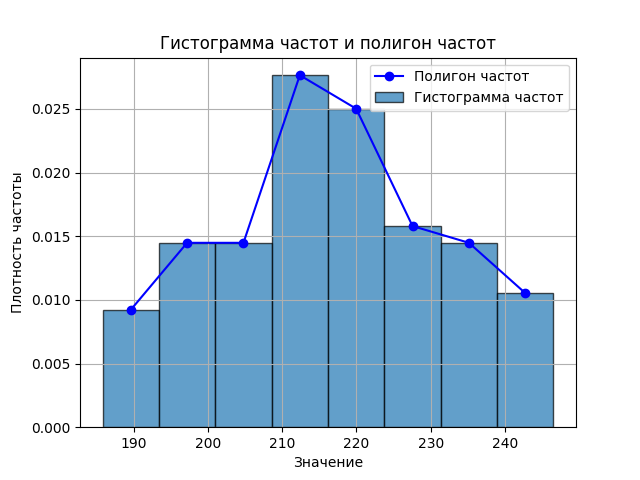 Гистограмма частот и полигон частот
Полигон частот
Гистограмма частот
Плотность частоты
0.025
0.020
0.015
0.010
0.005
0.000
190 200 210 220 230 240
Значение